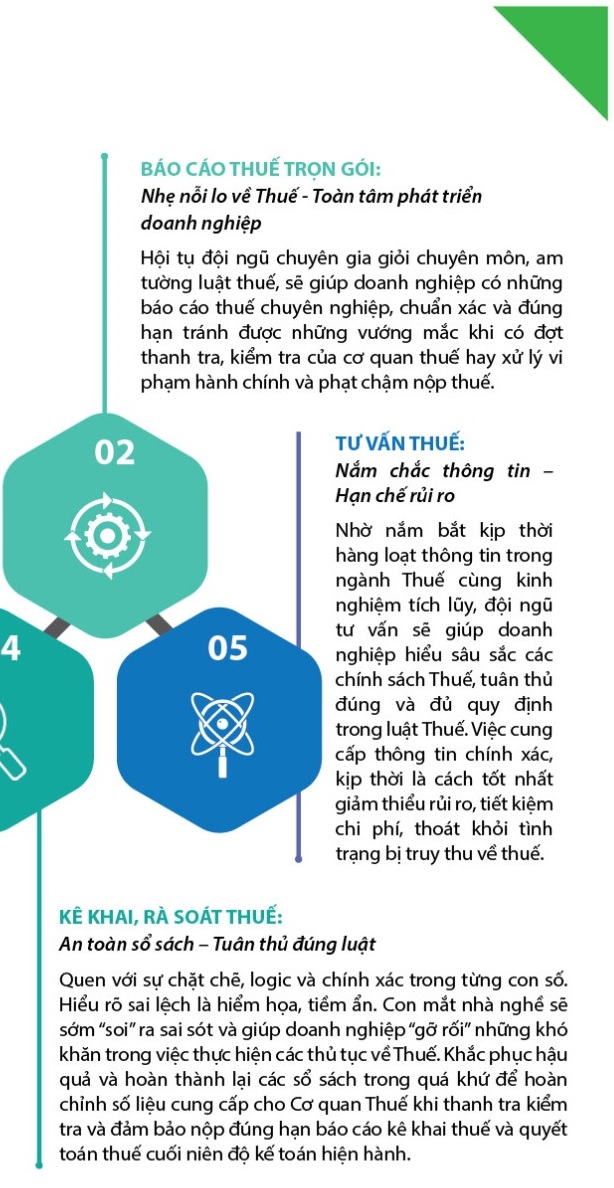 BÁO CÁO THUẾ TRỌN GÓI:
Nhẹ nỗi lo về Thuế - Toàn tâm phát triển
doanh nghiệp
Hội tụ đội ngũ chuyên gia giỏi chuyên môn, am
tường luật thuế, sẽ giúp doanh nghiệp có những
báo cáo thuế chuyên nghiệp, chuẩn xác và đúng
hạn tránh được những vướng mắc khi có đợt
thanh tra, kiểm tra của cơ quan thuế hay xử lý vi
phạm hành chính và phạt chậm nộp thuế.
02
TƯ VẤN THUẾ:
Nắm chắc thông tin –
Hạn chế rủi ro
Nhờ nắm bắt kịp thời
hàng loạt thông tin trong
ngành Thuế cùng kinh
nghiệm tích lũy, đội ngũ
tư vấn sẽ giúp doanh
nghiệp hiểu sâu sắc các
chính sách Thuế, tuân thủ
đúng và đủ quy định
trong luật Thuế. Việc cung
cấp thông tin chính xác,
kịp thời là cách tốt nhất
giảm thiểu rủi ro, tiết kiệm
chi phí, thoát khỏi tình
trạng bị truy thu về thuế.
4
05
KÊ KHAI, RÀ SOÁT THUẾ:
An toàn sổ sách – Tuân thủ đúng luật
Quen với sự chặt chẽ, logic và chính xác trong từng con số.
Hiểu rõ sai lệch là hiểm họa, tiềm ẩn. Con mắt nhà nghề sẽ
sớm “soi” ra sai sót và giúp doanh nghiệp “gỡ rối” những khó
khăn trong việc thực hiện các thủ tục về Thuế. Khắc phục hậu
quả và hoàn thành lại các sổ sách trong quá khứ để hoàn
chỉnh số liệu cung cấp cho Cơ quan Thuế khi thanh tra kiểm
tra và đảm bảo nộp đúng hạn báo cáo kê khai thuế và quyết
toán thuế cuối niên độ kế toán hiện hành.